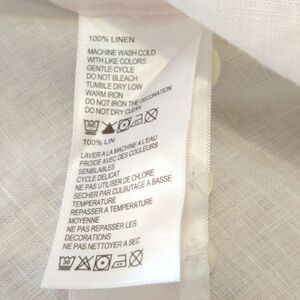 100% LINEN
MACHINE WASH COLD
WITH LIKE COLORS
GENTLE CYCLE
DO NOT BLEACH
TUMBLE DRY LOW
WARM IRON
DO NOT IRON THE DECORATION
DO NOT DRY CLEAN
100% LIN
LAVER A LA MACHINE A L'EAU
FROIDE AVEC DES COULEURS
SEMBLABLES
CYCLE DELICAT
NE PAS UTILISER DE CHLORE
SECHER PAR CULBUTAGE A BASSE
TEMPERATURE
REPASSER A TEMPERATURE
MOYENNE
NE PAS REPASSER LES
DECORATIONS
NE PAS NETTOYER A SEC